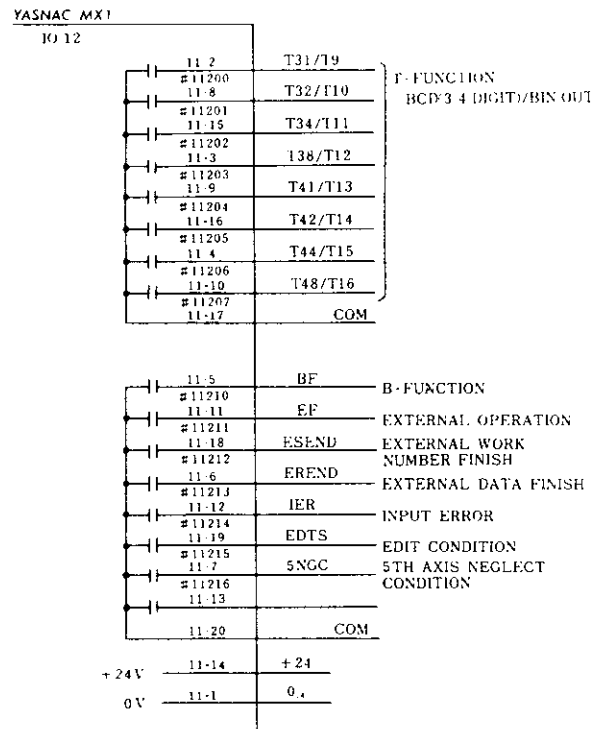 YASNAC MX1
IO 12
11-2 T31/T9
#11200
11-8 T32/T10
#11201
11-15 T34/T11
#11202
11-3 T38/T12
#11203
11-9 T41/T13
#11204
11-16 T42/T14
#11205
11-4 T44/T15
#11206
11-10 T48/T16
#11207
11-17 COM
T-FUNCTION
BCD(3-4 DIGIT)/BIN OUT
11-5 BF B-FUNCTION
#11210
11-11 EF EXTERNAL OPERATION
#11211
11-18 ESEND EXTERNAL WORK
NUMBER FINISH
#11212
11-6 EREND EXTERNAL DATA FINISH
#11213
11-12 IER INPUT ERROR
#11214
11-19 EDTS EDIT CONDITION
#11215
11-7 5NGC 5TH AXIS NEGLECT
CONDITION
#11216
11-13
11-20 COM
+24V 11-14 +24
0V 11-1